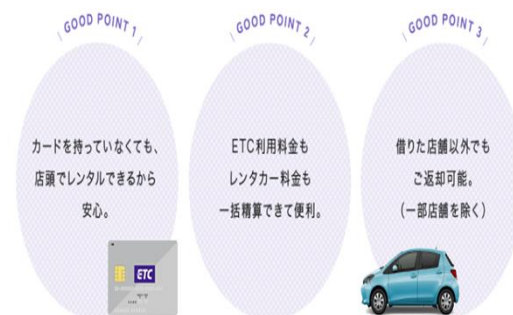 GOOD POINT 1
カードを持っていなくても、
店頭でレンタルできるから
安心。
ETC
GOOD POINT 2
ETC利用料金も
レンタカー料金も
一括精算できて便利。
GOOD POINT 3
借りた店舗以外でも
ご返却可能。
（一部店舗を除く）